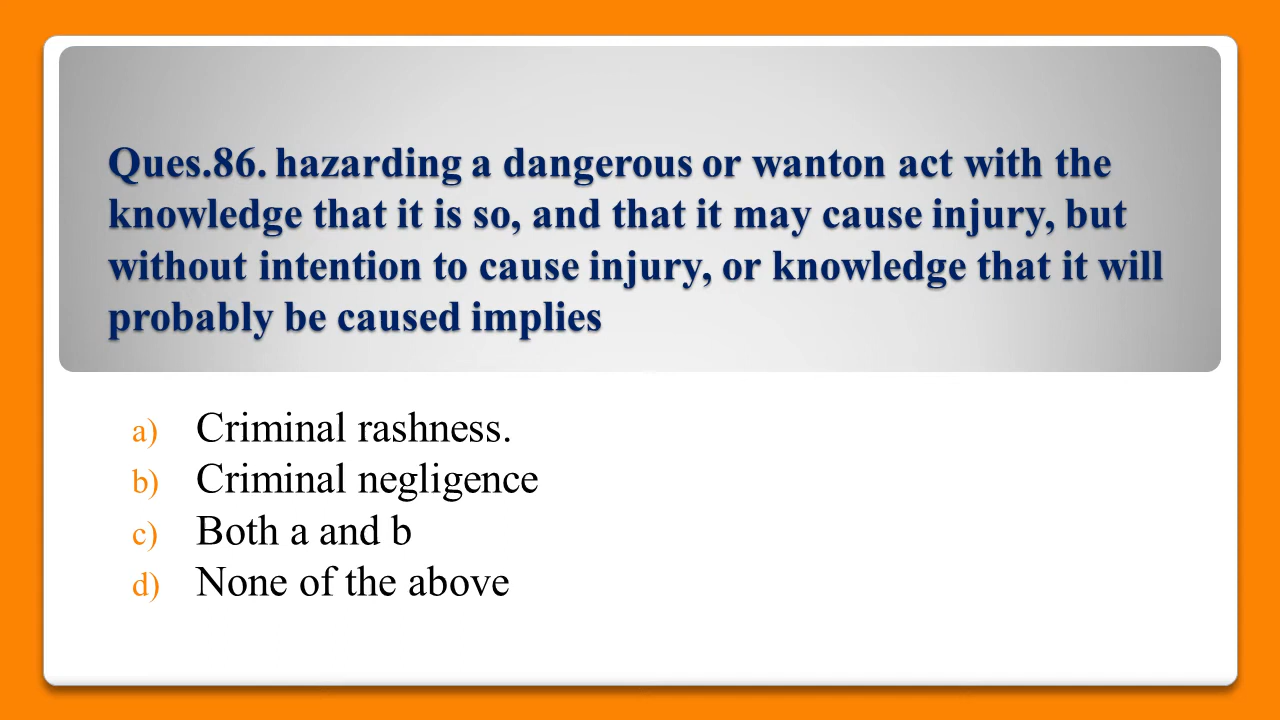 Ques.86. hazarding a dangerous or wanton act with the
knowledge that it is so, and that it may cause injury, but
without intention to cause injury, or knowledge that it will
probably be caused implies
a) Criminal rashness.
b) Criminal negligence
c) Both a and b
d) None of the above